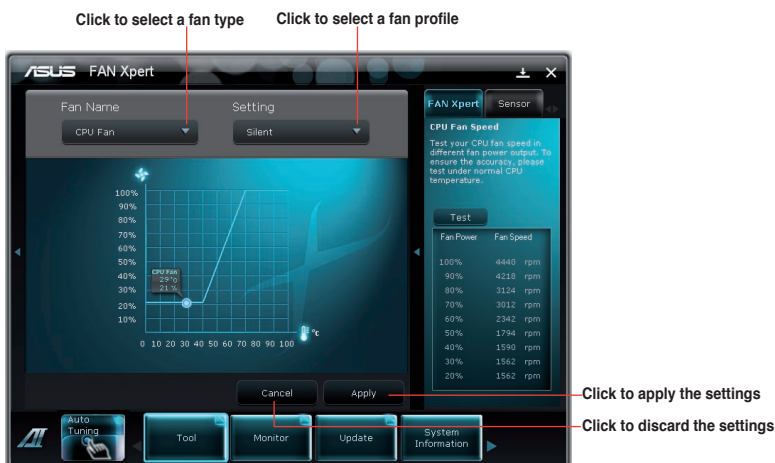 Click to select a fan type
Click to select a fan profile
ASUS FAN Xpert
Fan Name
Setting
CPU Fan
Silent
100%
90%
80%
70%
60%
50%
40%
30%
20%
10%
CPU Fan
29°C
21 %
°C
0 10 20 30 40 50 60 70 80 90 100
Cancel
Apply
FAN Xpert
Sensor
CPU Fan Speed
Test your CPU fan speed in
different fan power output. To
ensure the accuracy, please
test under normal CPU
temperature.
Test
Fan Power Fan Speed
100% 4440 rpm
90% 4218 rpm
80% 3124 rpm
70% 3012 rpm
60% 2342 rpm
50% 1794 rpm
40% 1590 rpm
30% 1562 rpm
20% 1562 rpm
Click to apply the settings
Click to discard the settings
AI
Auto
Tuning
Tool
Monitor
Update
System
Information